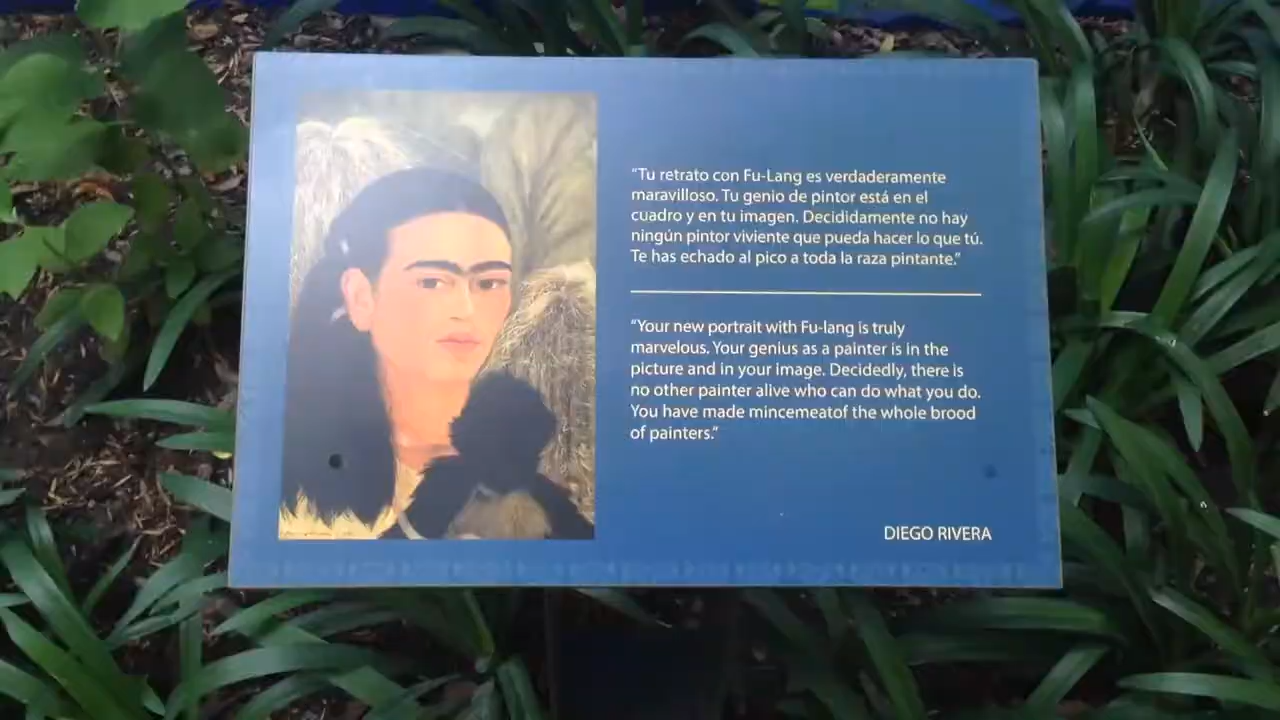 “Tu retrato con Fu-Lang es verdaderamente
maravilloso. Tu genio de pintor está en el
cuadro y en tu imagen. Decididamente no hay
ningún pintor viviente que pueda hacer lo que tú.
Te has echado al pico a toda la raza pintante.”
“Your new portrait with Fu-lang is truly
marvelous. Your genius as a painter is in the
picture and in your image. Decidedly, there is
no other painter alive who can do what you do.
You have made mincemeatof the whole brood
of painters.”
DIEGO RIVERA